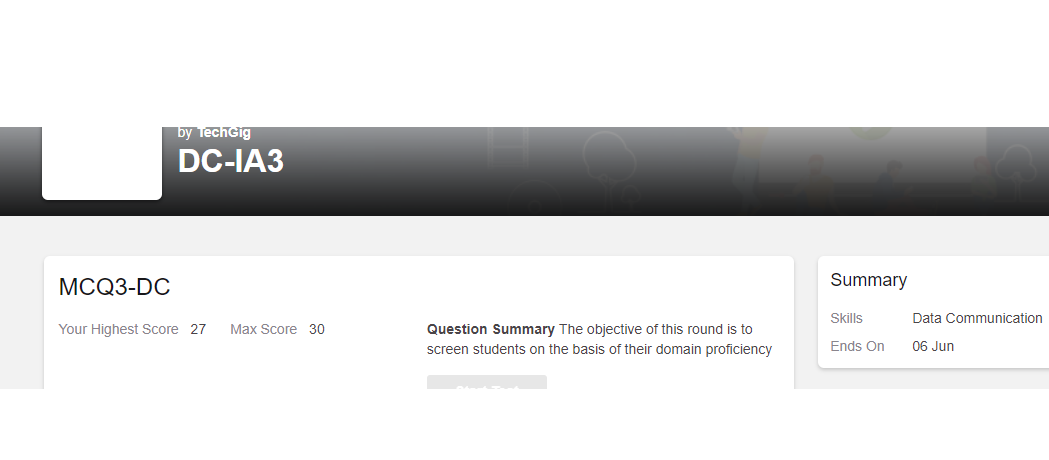 by TechGig
DC-IA3
MCQ3-DC
Your Highest Score 27 Max Score 30
Question Summary The objective of this round is to
screen students on the basis of their domain proficiency
Summary
Skills Data Communication
Ends On 06 Jun